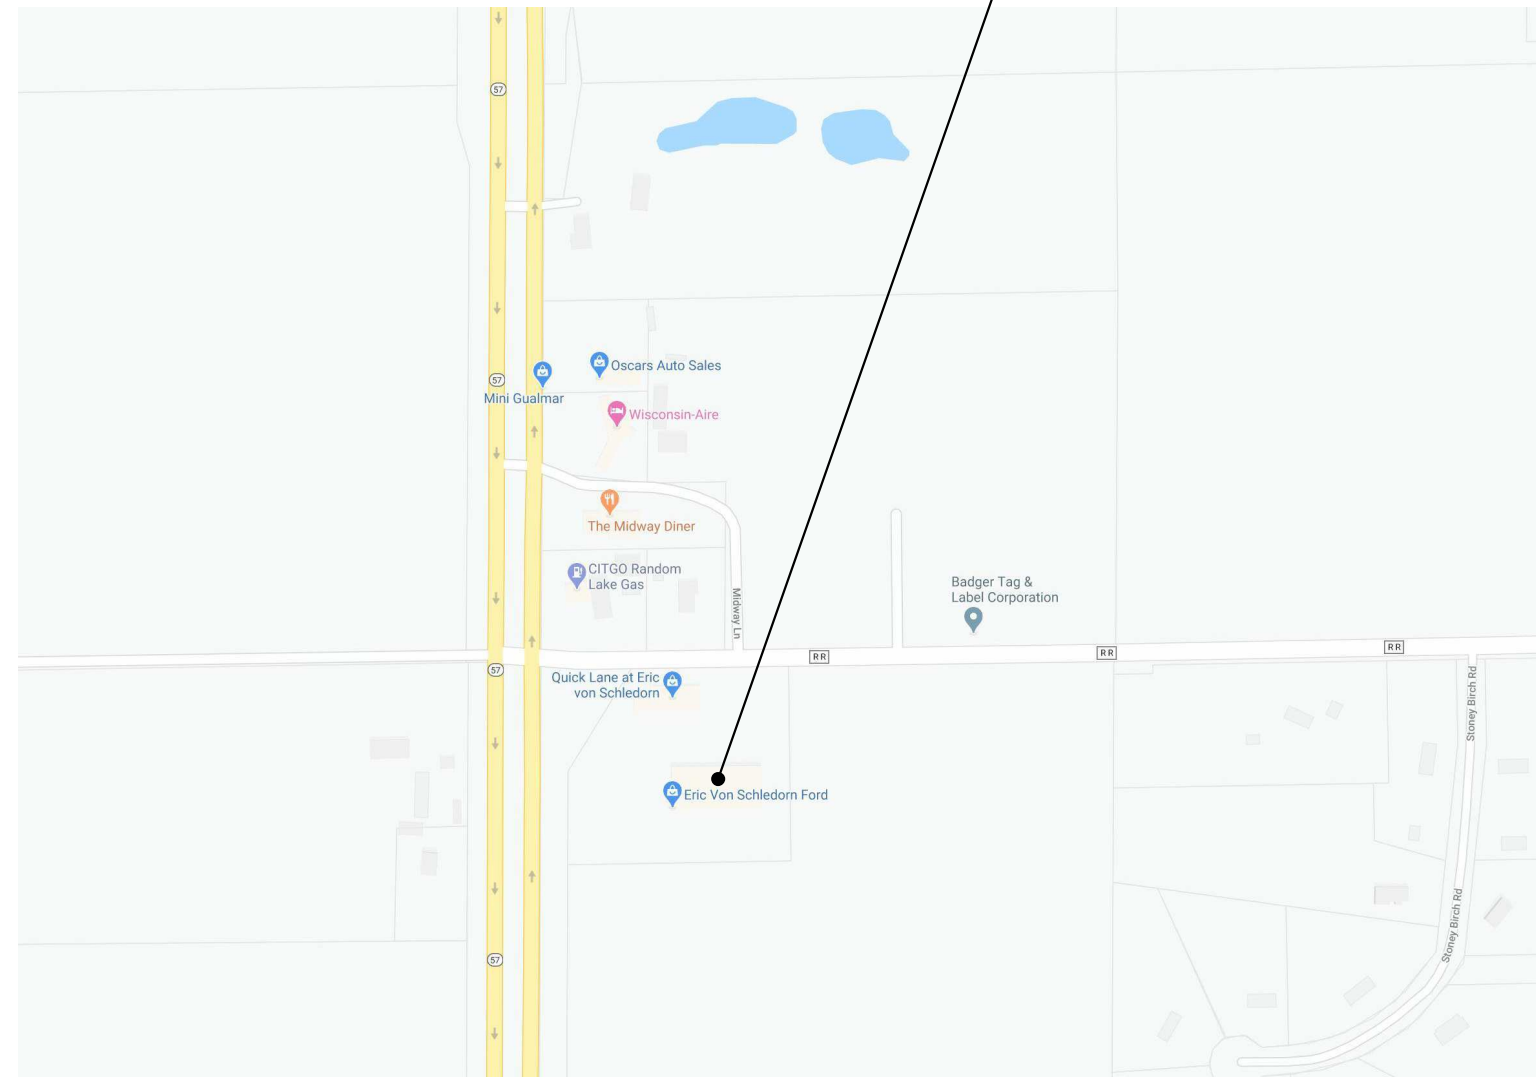 57
Oscars Auto Sales
57
Mini Gualmar
Wisconsin-Aire
The Midway Diner
CITGO Random
Lake Gas
Badger Tag &
Label Corporation
Midway Ln
RR
RR
RR
57
Quick Lane at Eric
von Schledorn
Stoney Birch Rd
Eric Von Schledorn Ford
Stoney Birch Rd
57